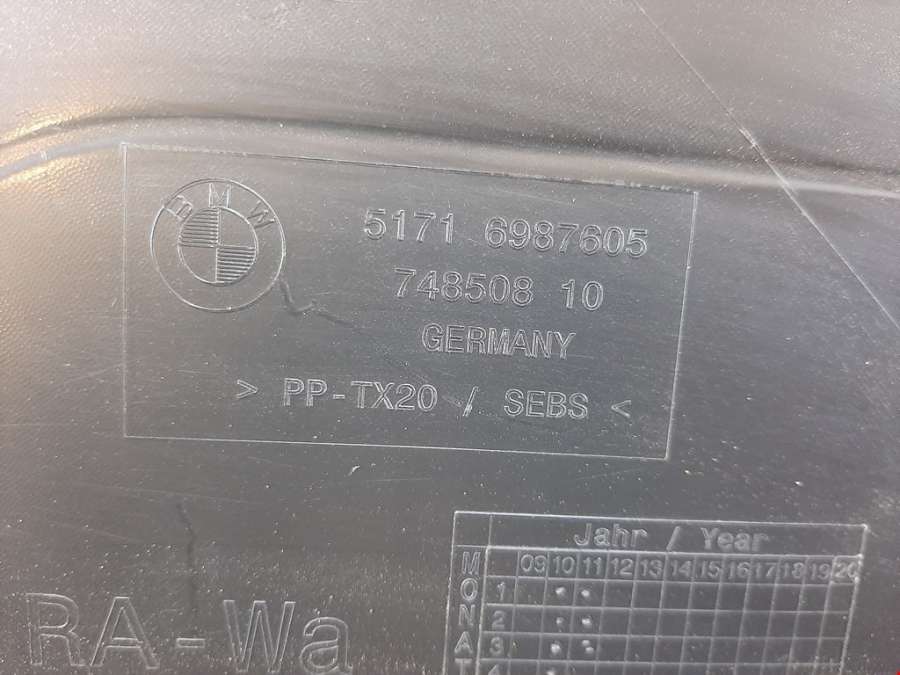 BMW
5171 6987605
748508 10
GERMANY
> PP-TX20 / SEBS <
Jahr / Year
09 10 11 12 13 14 15 16 17 18 19 20
MONAT
1
2
3
4
RA-Wa